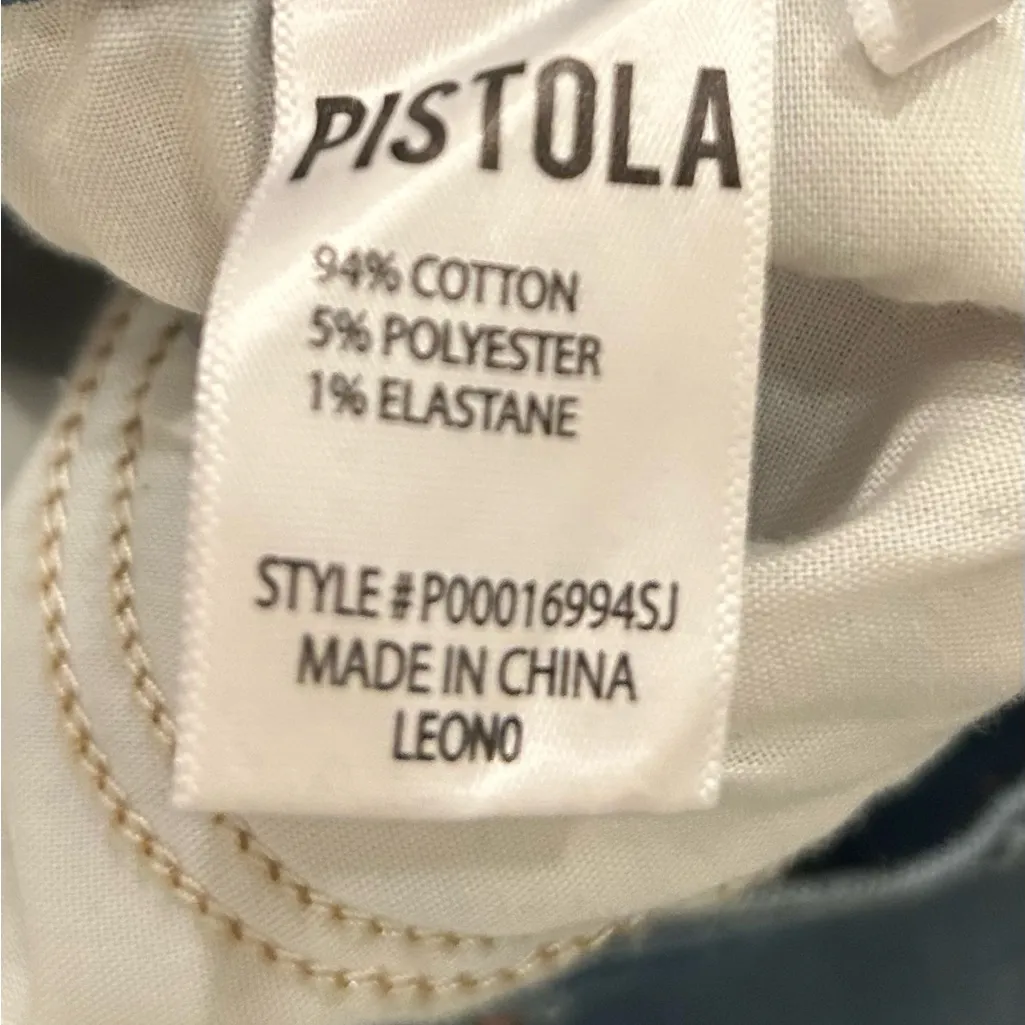 PISTOLA
94% COTTON
5% POLYESTER
1% ELASTANE
STYLE #P00016994SJ
MADE IN CHINA
LEON0